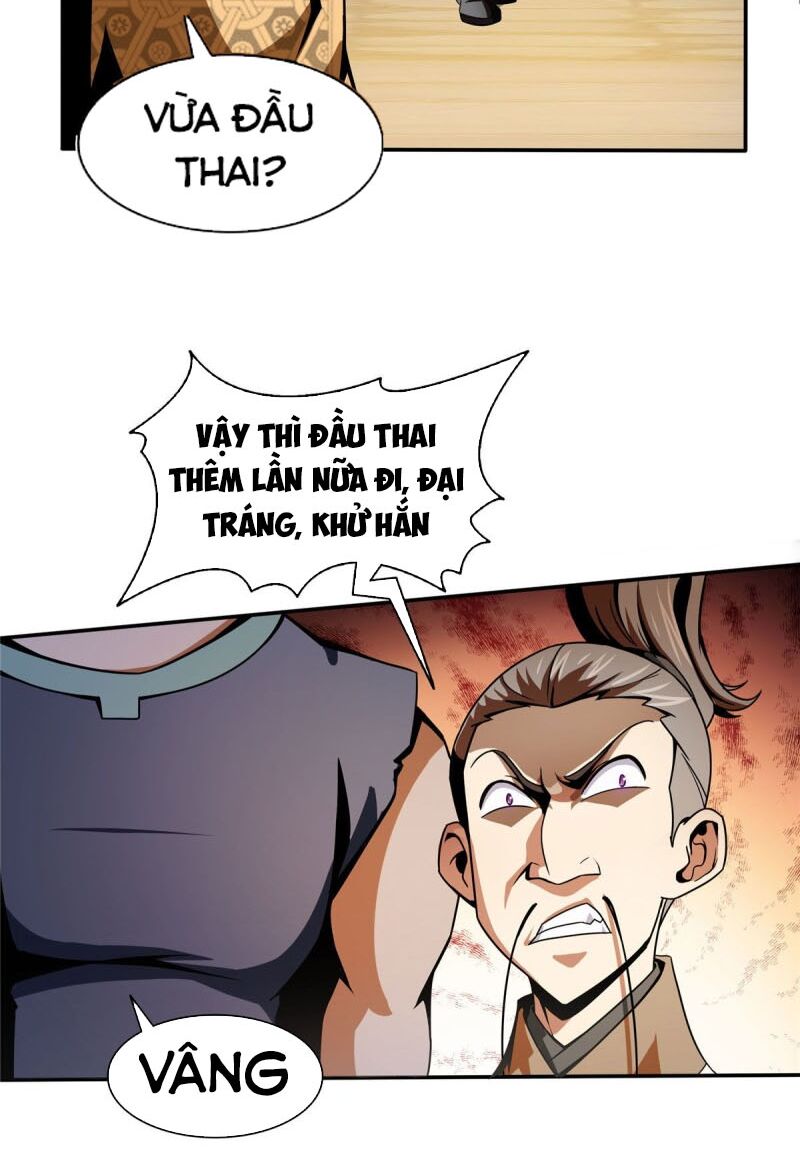 VỪA ĐẦU
THAI?
VẬY THÌ ĐẦU THAI
THÊM LẦN NỮA ĐI, ĐẠI
TRÁNG, KHỬ HẮN
VÂNG